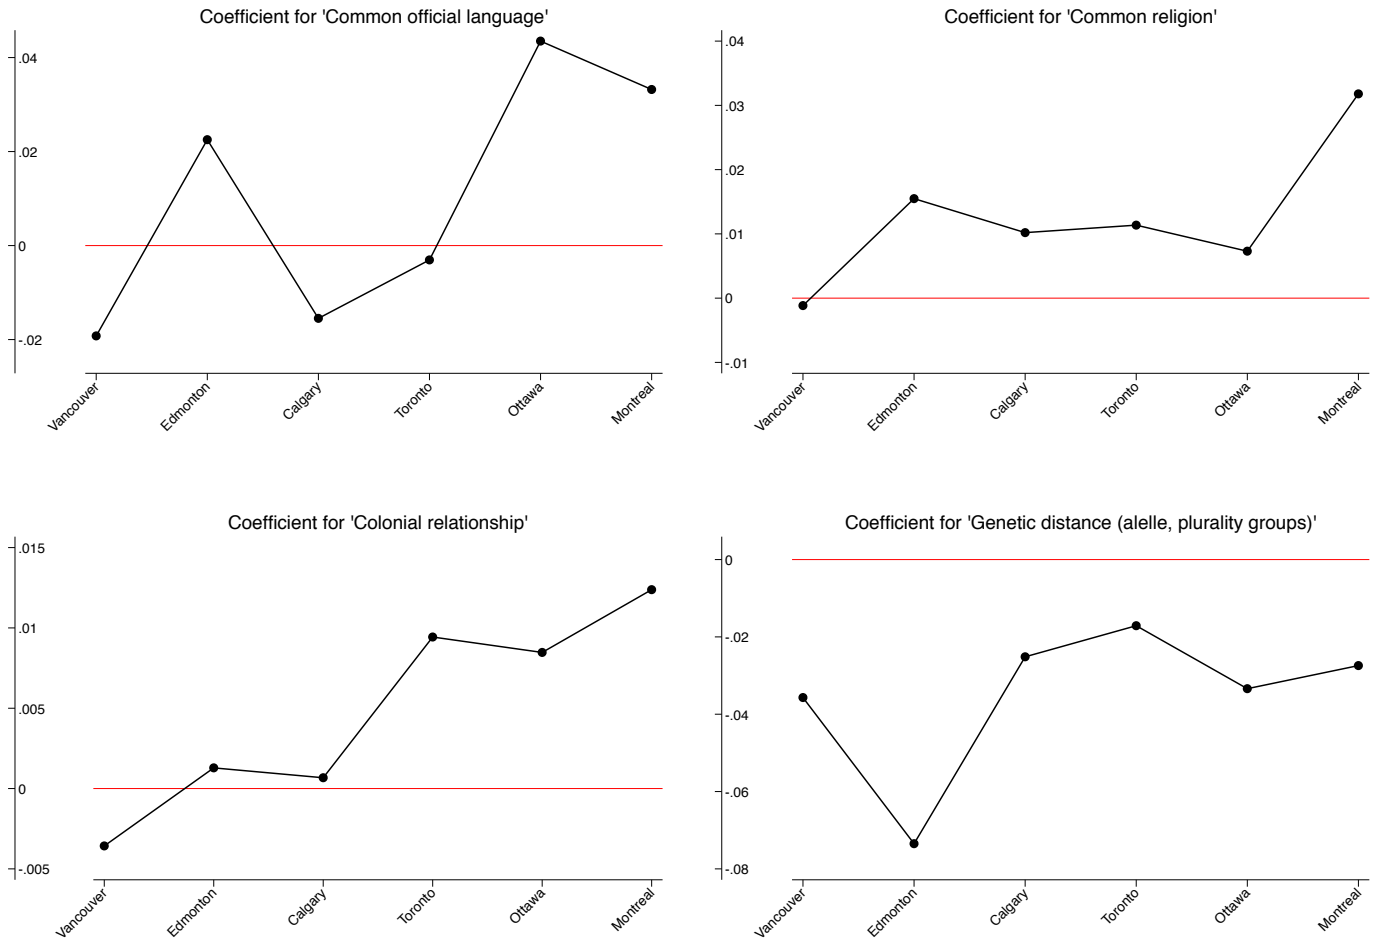 Coefficient for 'Common official language'
.04
.02
0
-.02
Vancouver
Edmonton
Calgary
Toronto
Ottawa
Montreal
Coefficient for 'Common religion'
.04
.03
.02
.01
0
-.01
Vancouver
Edmonton
Calgary
Toronto
Ottawa
Montreal
Coefficient for 'Colonial relationship'
.015
.01
.005
0
-.005
Vancouver
Edmonton
Calgary
Toronto
Ottawa
Montreal
Coefficient for 'Genetic distance (alelle, plurality groups)'
0
-.02
-.04
-.06
-.08
Vancouver
Edmonton
Calgary
Toronto
Ottawa
Montreal